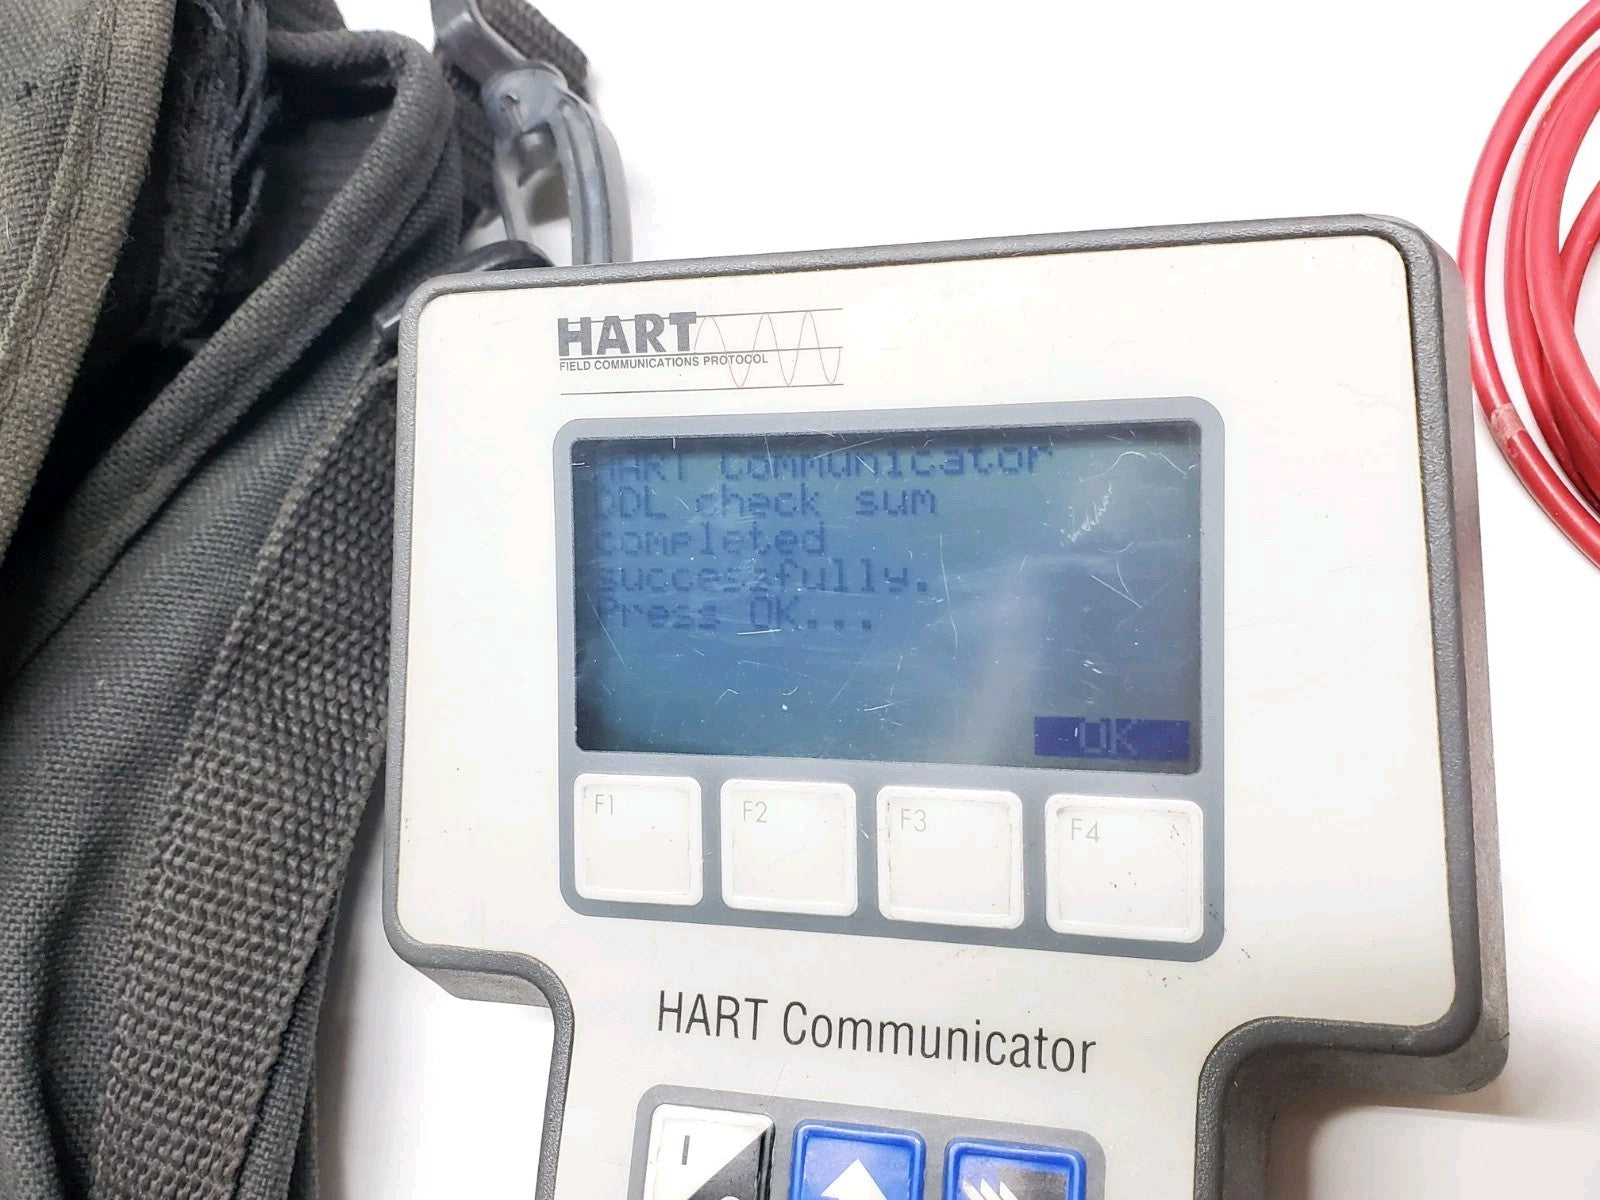 HART
FIELD COMMUNICATIONS PROTOCOL
HART Communicator
DDL check sum
completed
successfully.
Press OK...
OK
F1 F2 F3 F4
HART Communicator
I